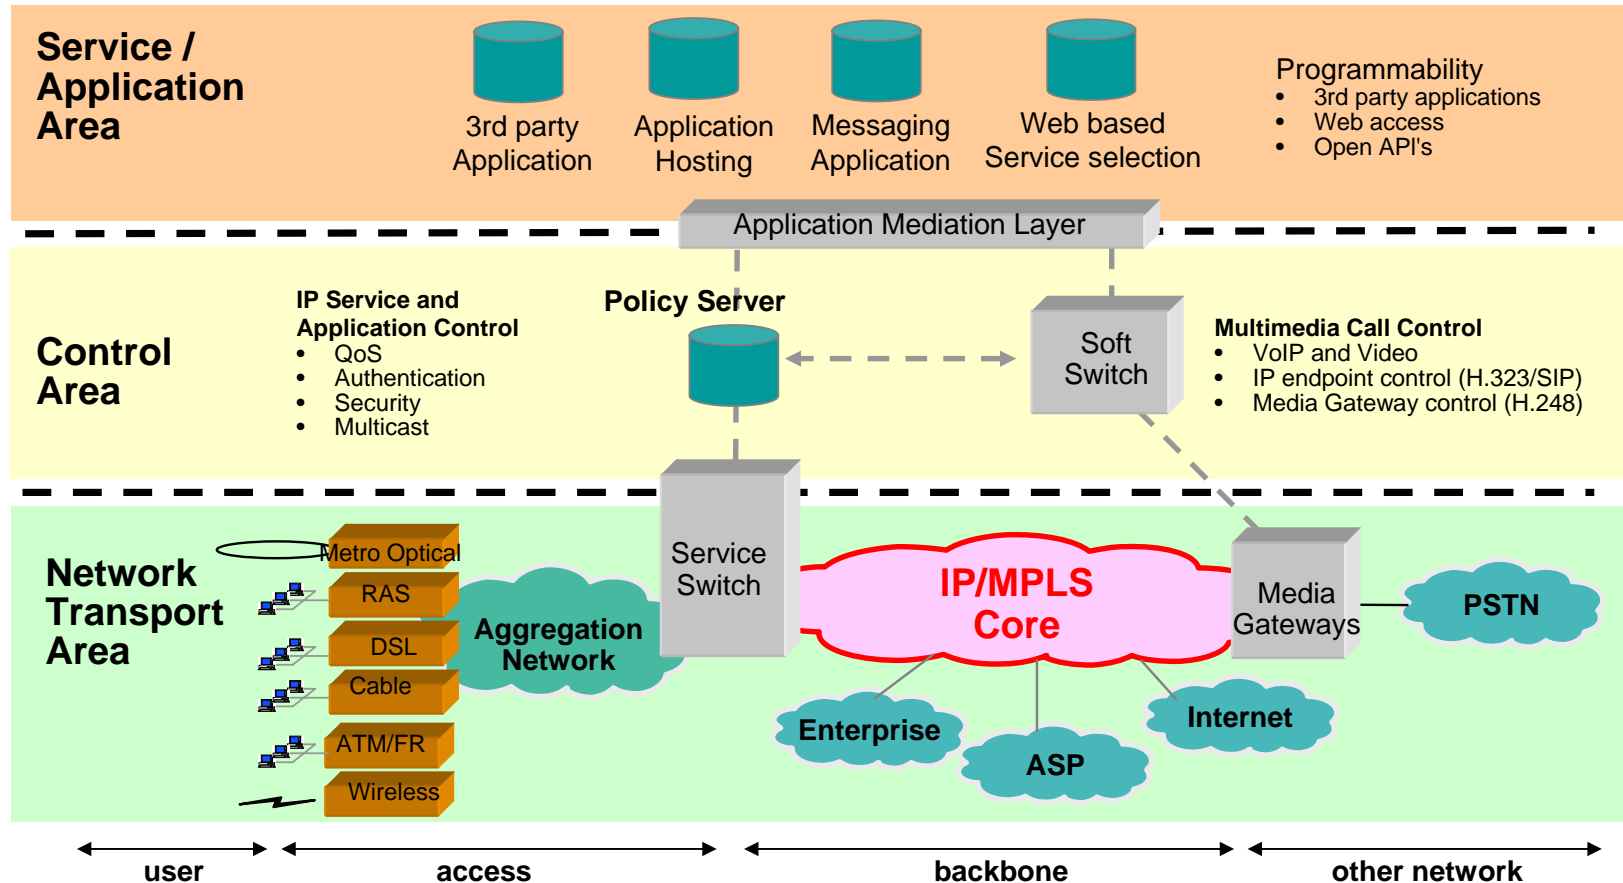 Service /
Application
Area
3rd party
Application
Application
Hosting
Messaging
Application
Web based
Service selection
Programmability
• 3rd party applications
• Web access
• Open API's
Application Mediation Layer
Control
Area
IP Service and
Application Control
• QoS
• Authentication
• Security
• Multicast
Policy Server
Soft
Switch
Multimedia Call Control
• VoIP and Video
• IP endpoint control (H.323/SIP)
• Media Gateway control (H.248)
Network
Transport
Area
Metro Optical
RAS
DSL
Cable
ATM/FR
Wireless
Aggregation
Network
Service
Switch
IP/MPLS
Core
Enterprise
ASP
Internet
Media
Gateways
PSTN
user
access
backbone
other network